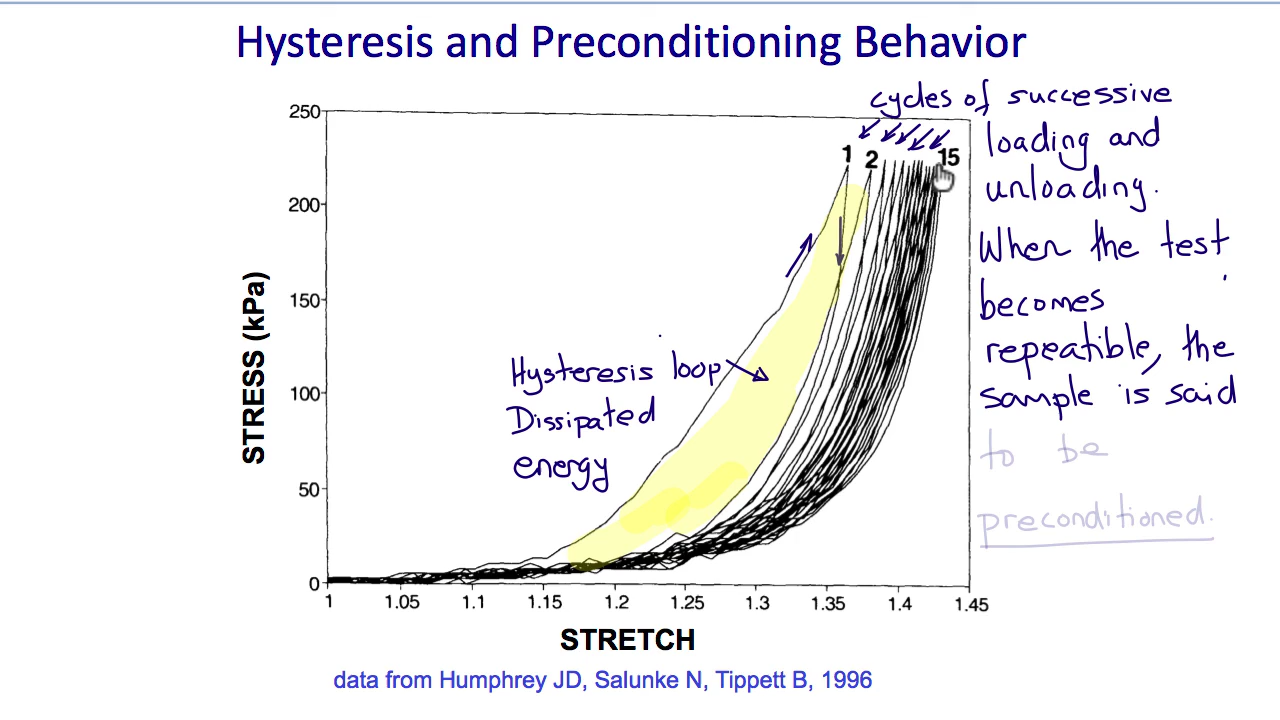 Hysteresis and Preconditioning Behavior
cycles of successive
loading and
unloading.
When the test
becomes
repeatible, the
sample is said
to be
preconditioned.
1 2 15
Hysteresis loop
Dissipated
energy
STRESS (kPa)
250
200
150
100
50
0
1 1.05 1.1 1.15 1.2 1.25 1.3 1.35 1.4 1.45
STRETCH
data from Humphrey JD, Salunke N, Tippett B, 1996